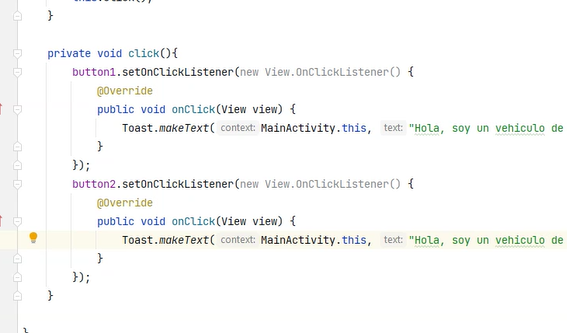 this.click();
}
private void click(){
button1.setOnClickListener(new View.OnClickListener() {
@Override
public void onClick(View view) {
Toast.makeText( context: MainActivity.this, text: "Hola, soy un vehiculo de
}
});
button2.setOnClickListener(new View.OnClickListener() {
@Override
public void onClick(View view) {
Toast.makeText( context: MainActivity.this, text: "Hola, soy un vehiculo de
}
});
}
}